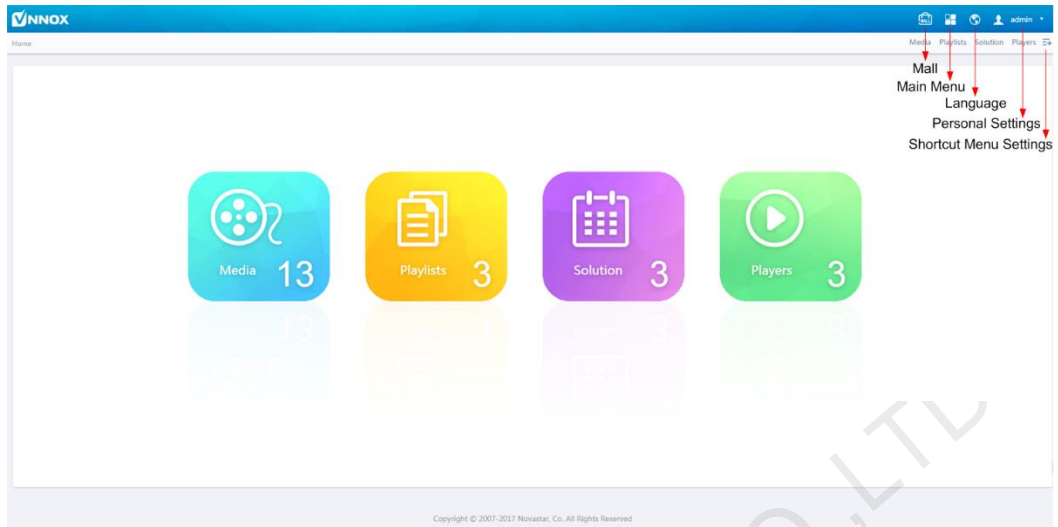 VNNOX
admin
Home
Media Playlists Solution Players
Mall
Main Menu
Language
Personal Settings
Shortcut Menu Settings
Media 13
Playlists 3
Solution 3
Players 3
Copyright © 2007-2017 Novastar, Co. All Rights Reserved
O.,LTD